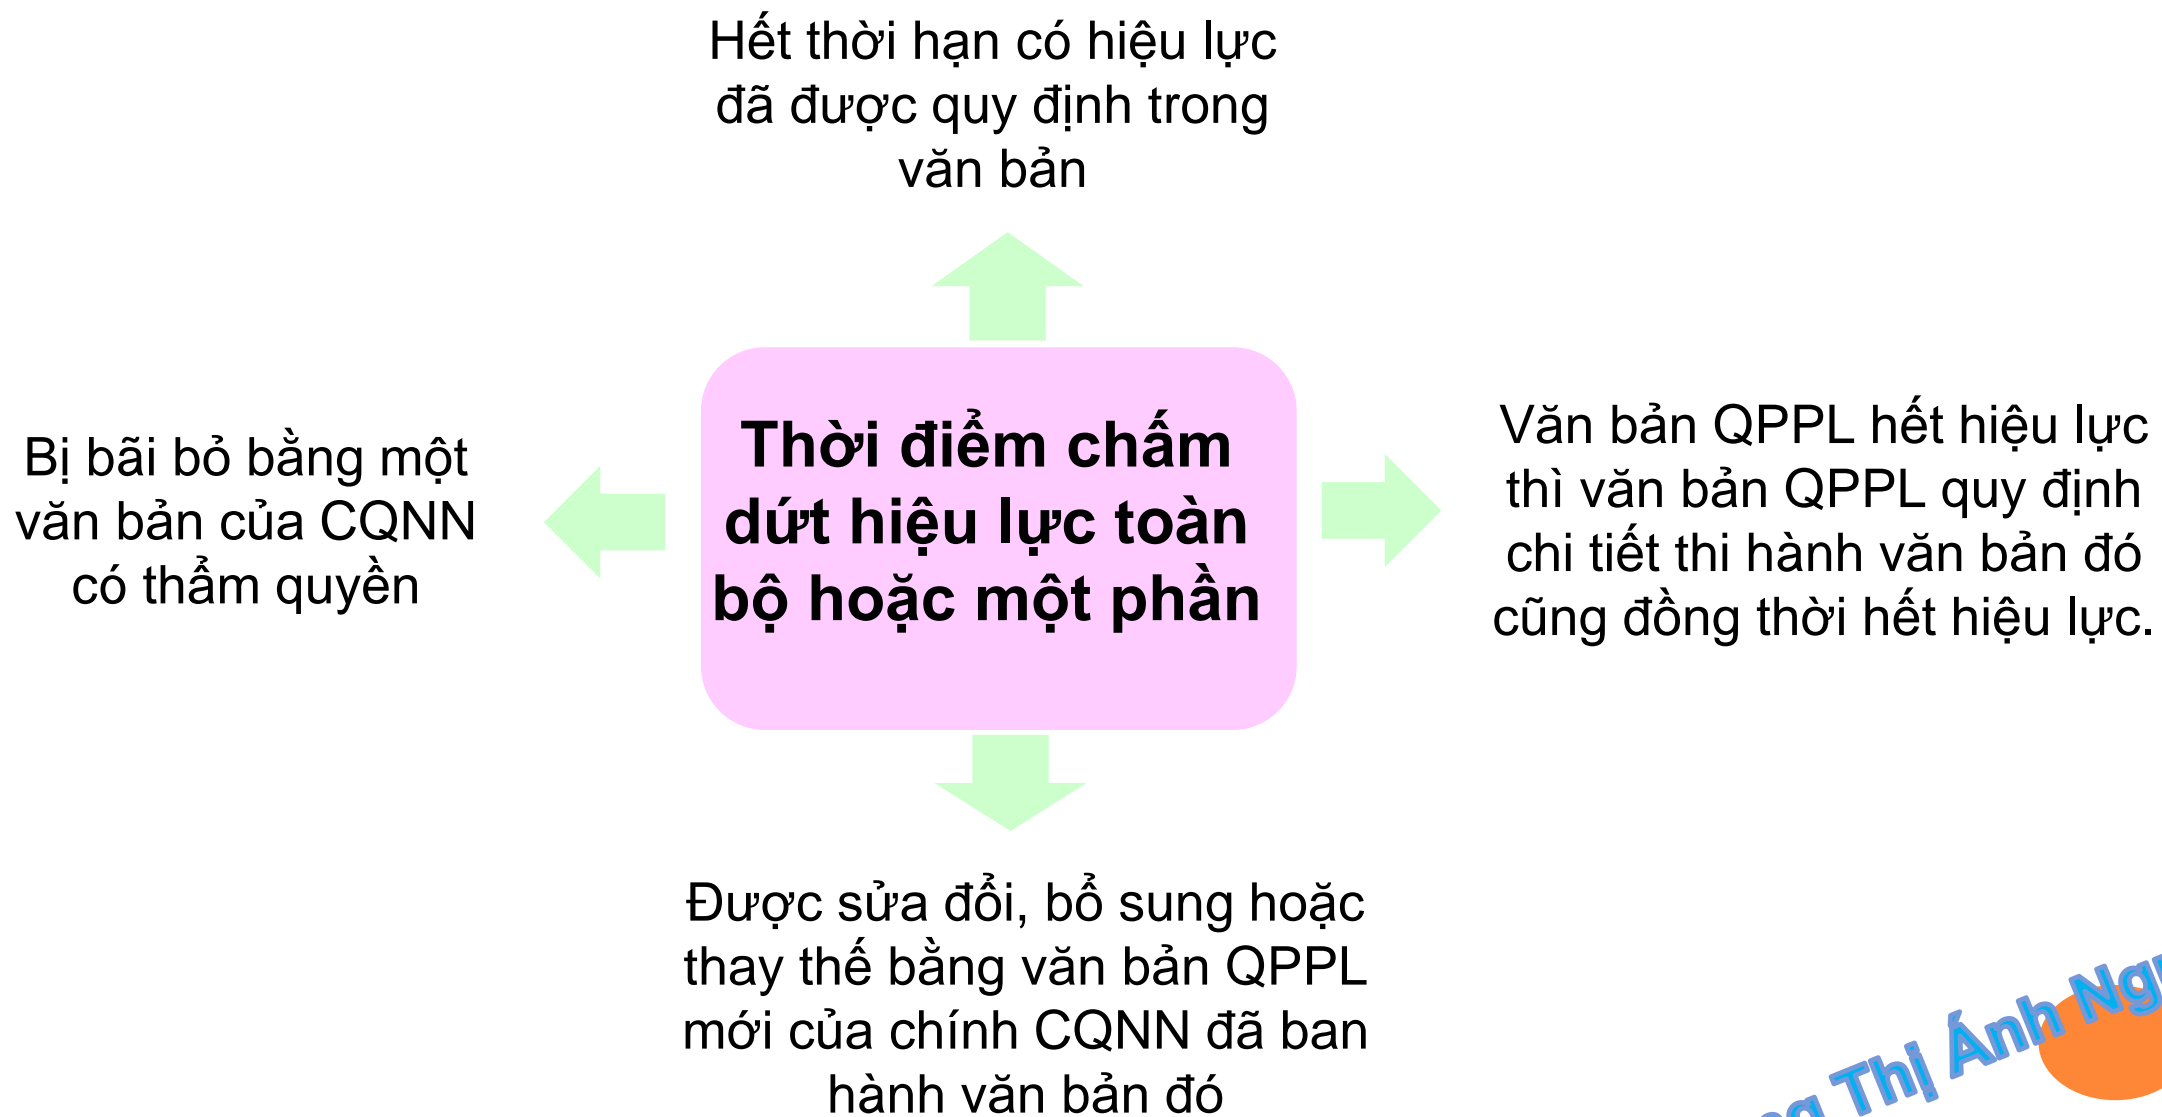 Hết thời hạn có hiệu lực
đã được quy định trong
văn bản
Bị bãi bỏ bằng một
văn bản của CQNN
có thẩm quyền
Thời điểm chấm
dứt hiệu lực toàn
bộ hoặc một phần
Văn bản QPPL hết hiệu lực
thì văn bản QPPL quy định
chi tiết thi hành văn bản đó
cũng đồng thời hết hiệu lực.
Được sửa đổi, bổ sung hoặc
thay thế bằng văn bản QPPL
mới của chính CQNN đã ban
hành văn bản đó
Thị Ánh